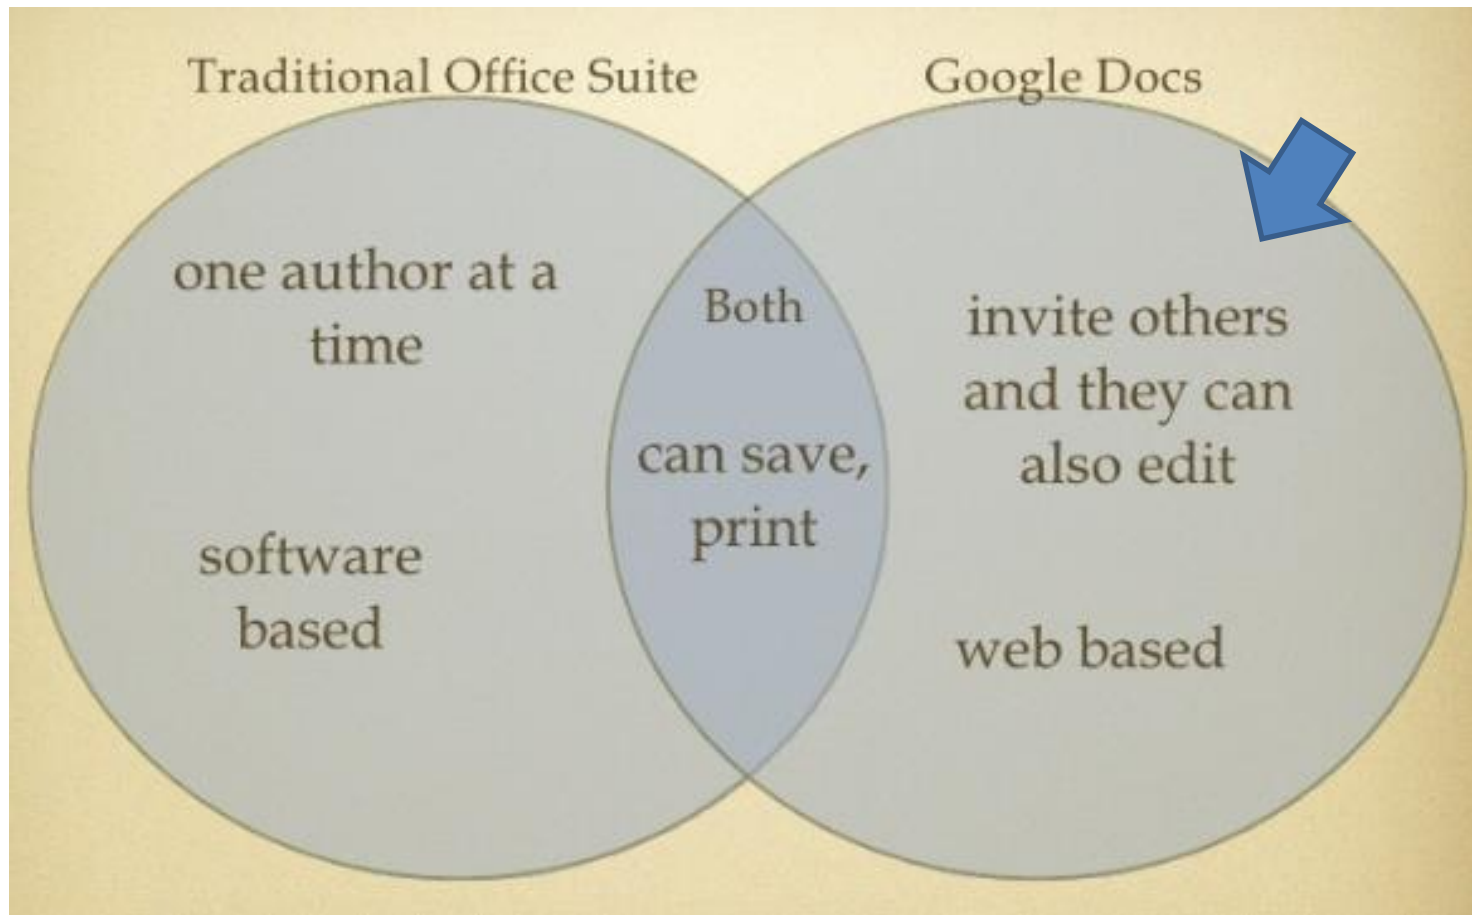 Traditional Office Suite
Google Docs
one author at a
time
software
based
Both
can save,
print
invite others
and they can
also edit
web based